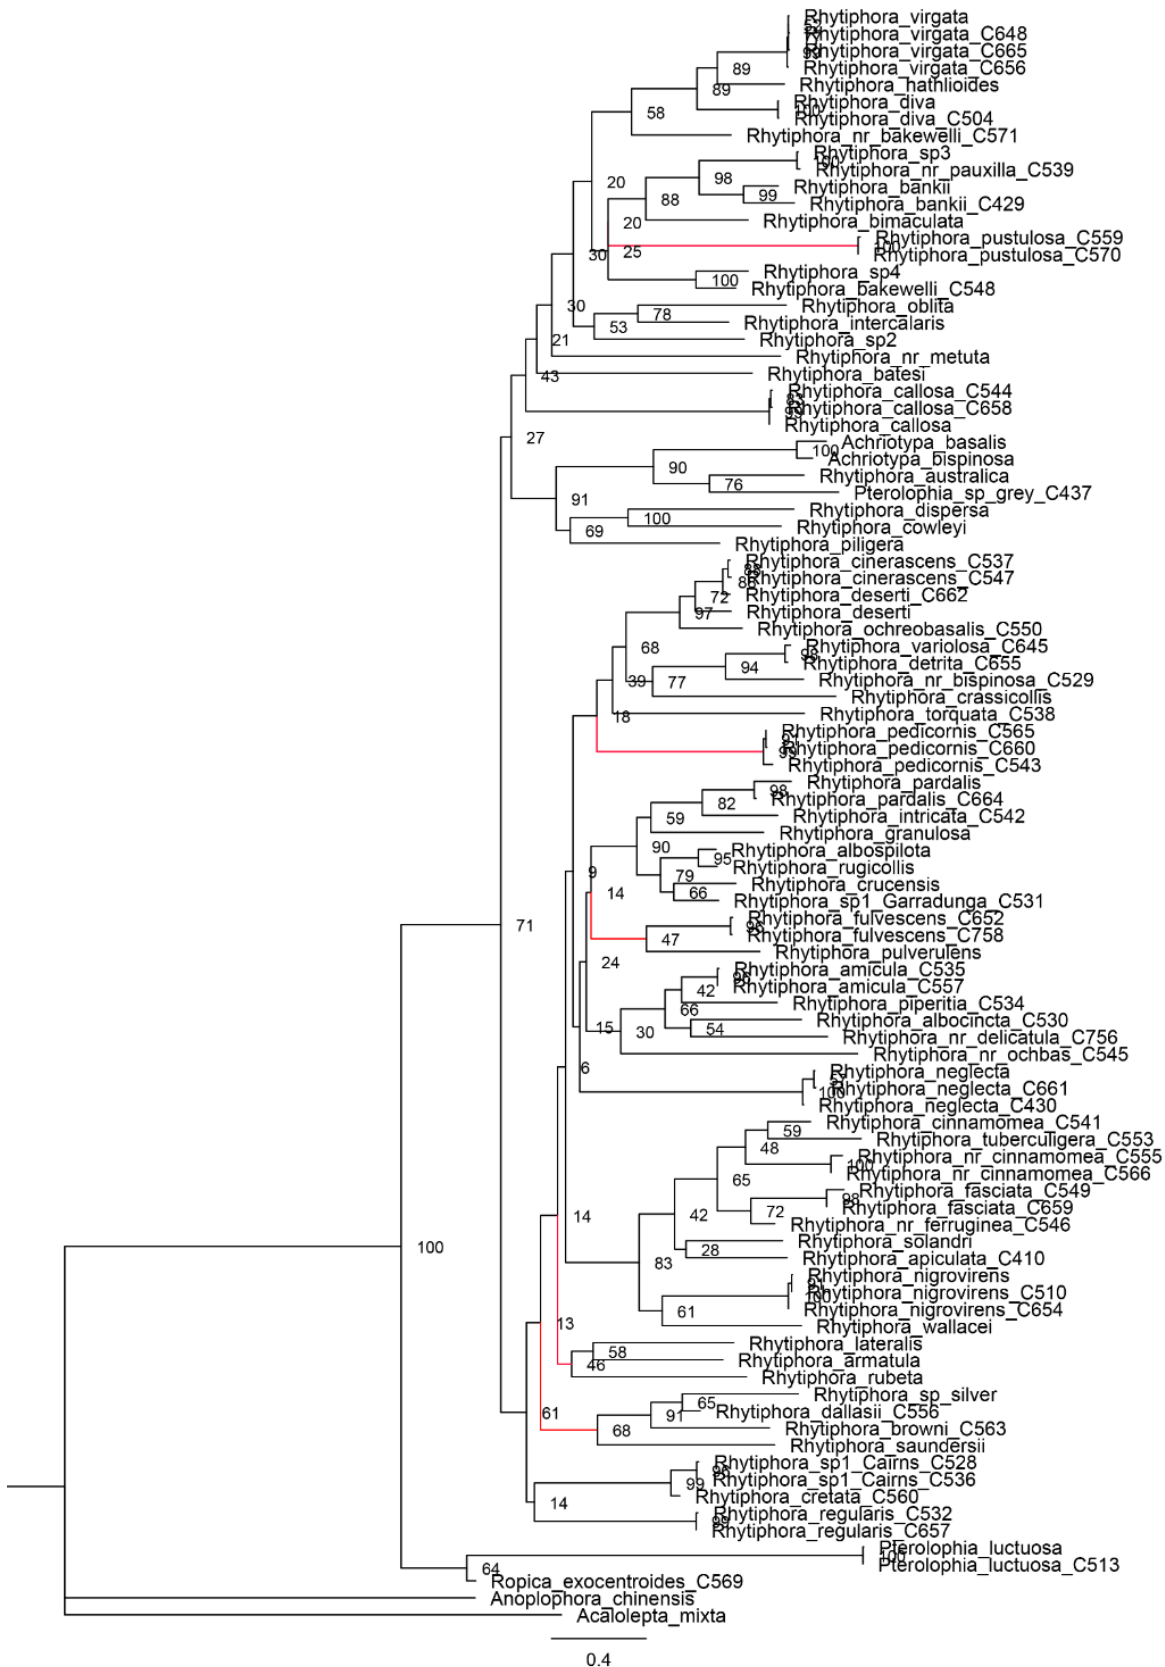 Rhytiphora_virgata
Rhytiphora_virgata_C648
Rhytiphora_virgata_C665
Rhytiphora_virgata_C656
89
Rhytiphora_hathlioides
89
Rhytiphora_diva
100
58
Rhytiphora_diva_C504
Rhytiphora_nr_bakewelli_C571
Rhytiphora_sp3
100
Rhytiphora_nr_pauxilla_C539
98
20
Rhytiphora_bankii
99
88
Rhytiphora_bankii_C429
20
Rhytiphora_bimaculata
Rhytiphora_pustulosa_C559
100
30
25
Rhytiphora_pustulosa_C570
Rhytiphora_sp4
100
Rhytiphora_bakewelli_C548
30
Rhytiphora_oblita
78
Rhytiphora_intercalaris
53
21
Rhytiphora_sp2
Rhytiphora_nr_metuta
43
Rhytiphora_batesi
Rhytiphora_callosa_C544
Rhytiphora_callosa_C658
Rhytiphora_callosa
27
Achriotypa_basalis
100
Achriotypa_bispinosa
90
Rhytiphora_australica
76
Pterolophia_sp_grey_C437
91
Rhytiphora_dispersa
100
Rhytiphora_cowleyi
69
Rhytiphora_piligera
Rhytiphora_cinerascens_C537
Rhytiphora_cinerascens_C547
72
Rhytiphora_deserti_C662
97
Rhytiphora_deserti
Rhytiphora_ochreobasalis_C550
68
Rhytiphora_variolosa_C645
94
Rhytiphora_detrita_C655
39
77
Rhytiphora_nr_bispinosa_C529
Rhytiphora_crassicollis
18
Rhytiphora_torquata_C538
Rhytiphora_pedicornis_C565
Rhytiphora_pedicornis_C660
Rhytiphora_pedicornis_C543
Rhytiphora_pardalis
98
Rhytiphora_pardalis_C664
82
59
Rhytiphora_intricata_C542
Rhytiphora_granulosa
90
Rhytiphora_albospilota
95
Rhytiphora_rugicollis
9
79
Rhytiphora_crucensis
14
66
Rhytiphora_sp1_Garradunga_C531
Rhytiphora_fulvescens_C652
71
47
Rhytiphora_fulvescens_C758
Rhytiphora_pulverulens
24
Rhytiphora_amicula_C535
42
Rhytiphora_amicula_C557
66
Rhytiphora_piperitia_C534
15
30
54
Rhytiphora_albocincta_C530
Rhytiphora_nr_delicatula_C756
Rhytiphora_nr_ochbas_C545
6
Rhytiphora_neglecta
100
Rhytiphora_neglecta_C661
Rhytiphora_neglecta_C430
Rhytiphora_cinnamomea_C541
59
Rhytiphora_tuberculigera_C553
48
Rhytiphora_nr_cinnamomea_C555
100
Rhytiphora_nr_cinnamomea_C566
65
Rhytiphora_fasciata_C549
98
Rhytiphora_fasciata_C659
14
42
72
Rhytiphora_nr_ferruginea_C546
Rhytiphora_solandri
100
28
83
Rhytiphora_apiculata_C410
Rhytiphora_nigrovirens
100
Rhytiphora_nigrovirens_C510
61
Rhytiphora_nigrovirens_C654
13
Rhytiphora_wallacei
Rhytiphora_lateralis
58
46
Rhytiphora_armatula
Rhytiphora_rubeta
Rhytiphora_sp_silver
65
61
91
Rhytiphora_dallasii_C556
68
Rhytiphora_browni_C563
Rhytiphora_saundersii
Rhytiphora_sp1_Cairns_C528
99
Rhytiphora_sp1_Cairns_C536
14
Rhytiphora_cretata_C560
Rhytiphora_regularis_C532
Rhytiphora_regularis_C657
Pterolophia_luctuosa
100
64
Pterolophia_luctuosa_C513
Ropica_exocentroides_C569
Anoplophora_chinensis
Acalolepta_mixta
0.4